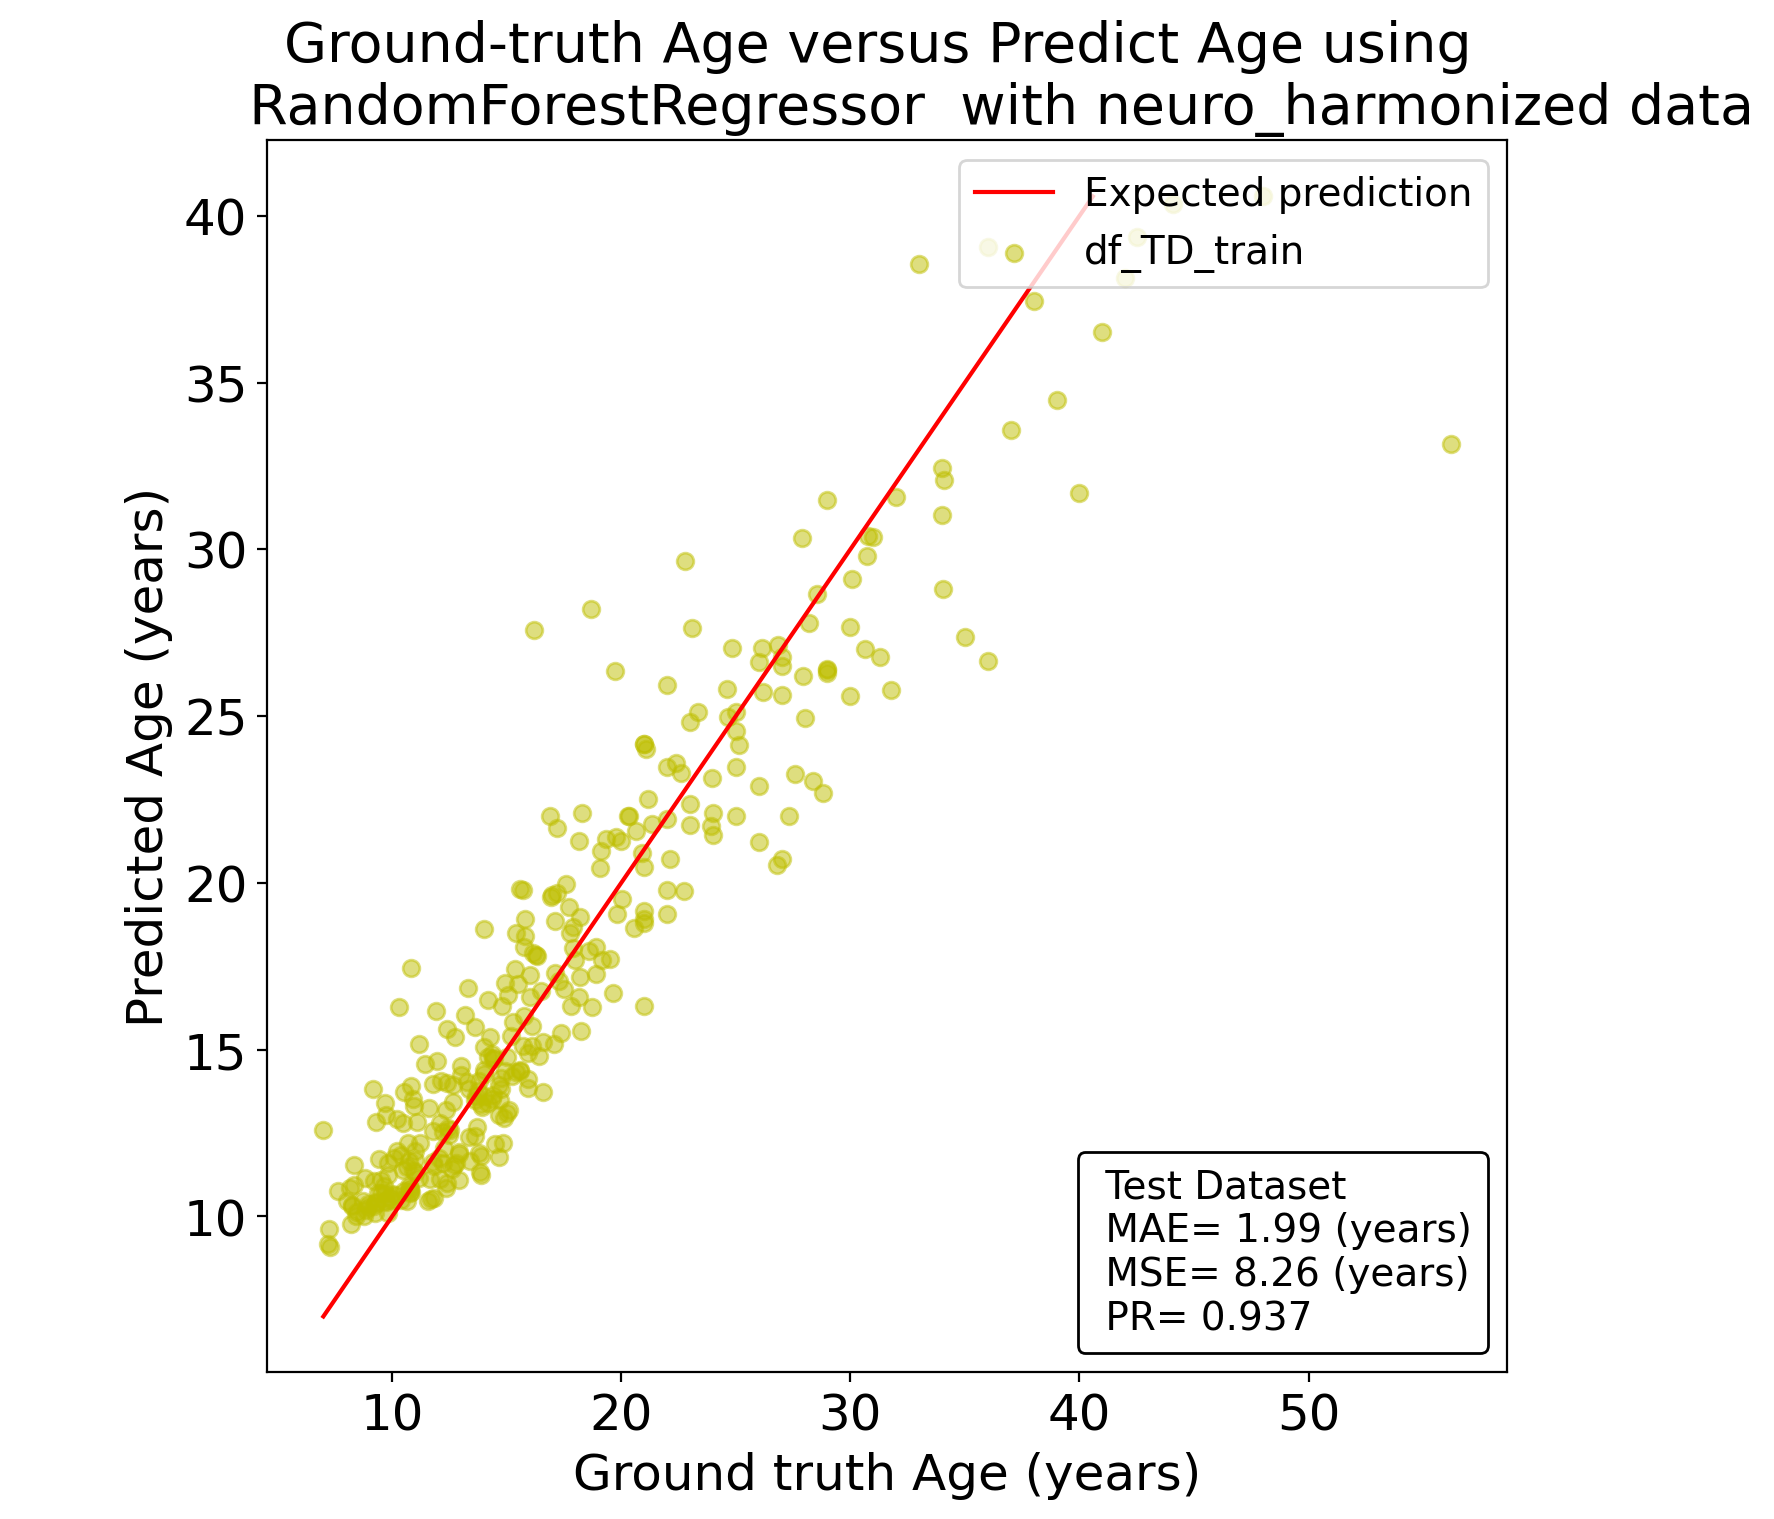 Ground-truth Age versus Predict Age using
RandomForestRegressor  with neuro_harmonized data
Expected prediction
df_TD_train
40
35
30
25
20
15
10
Predicted Age (years)
Test Dataset
MAE= 1.99 (years)
MSE= 8.26 (years)
PR= 0.937
10
20
30
40
50
Ground truth Age (years)